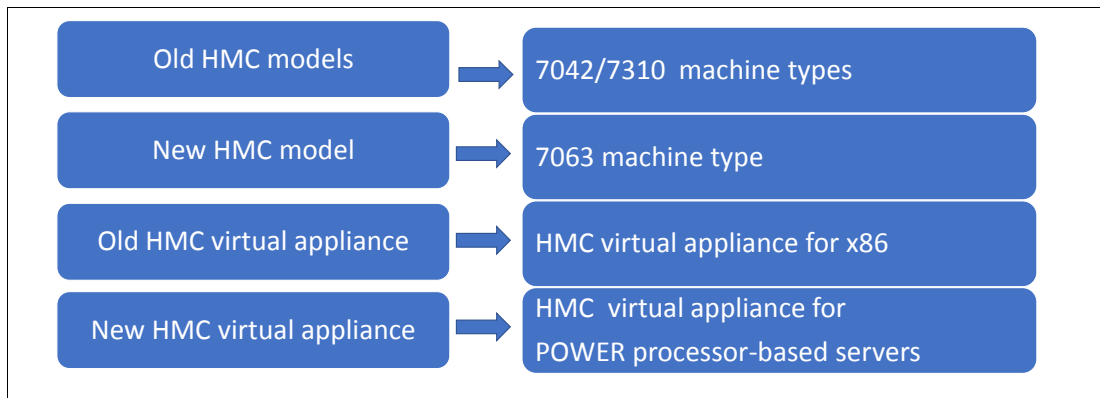 Old HMC models
7042/7310 machine types
New HMC model
7063 machine type
Old HMC virtual appliance
HMC virtual appliance for x86
New HMC virtual appliance
HMC virtual appliance for
POWER processor-based servers